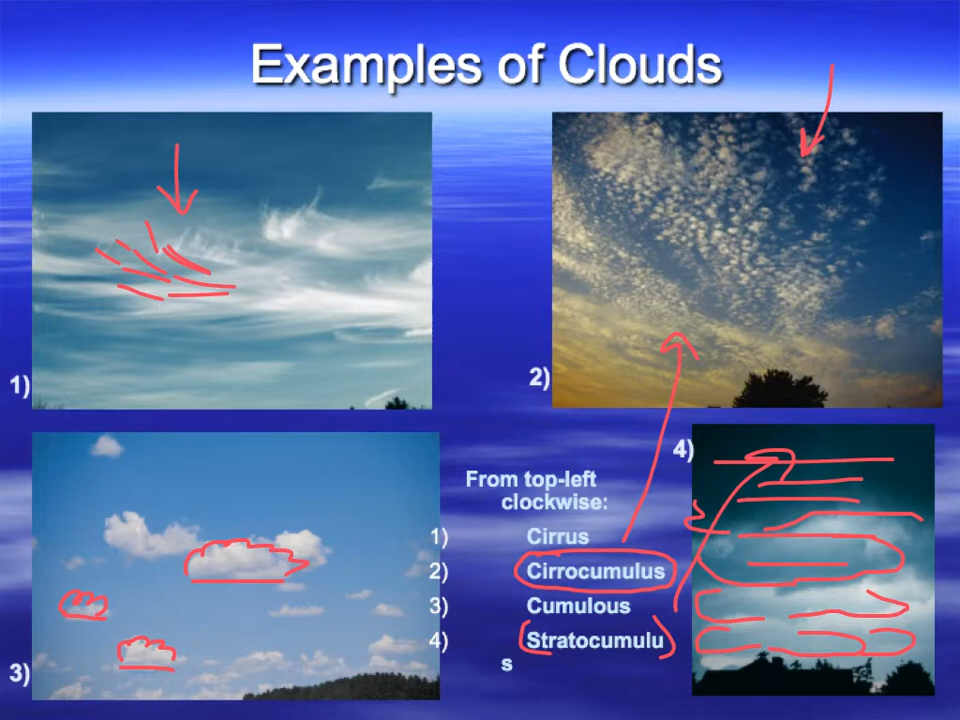 Examples of Clouds
1)
2)
3)
4)
From top-left
clockwise:
1) Cirrus
2) Cirrocumulus
3) Cumulous
4) Stratocumulu
s